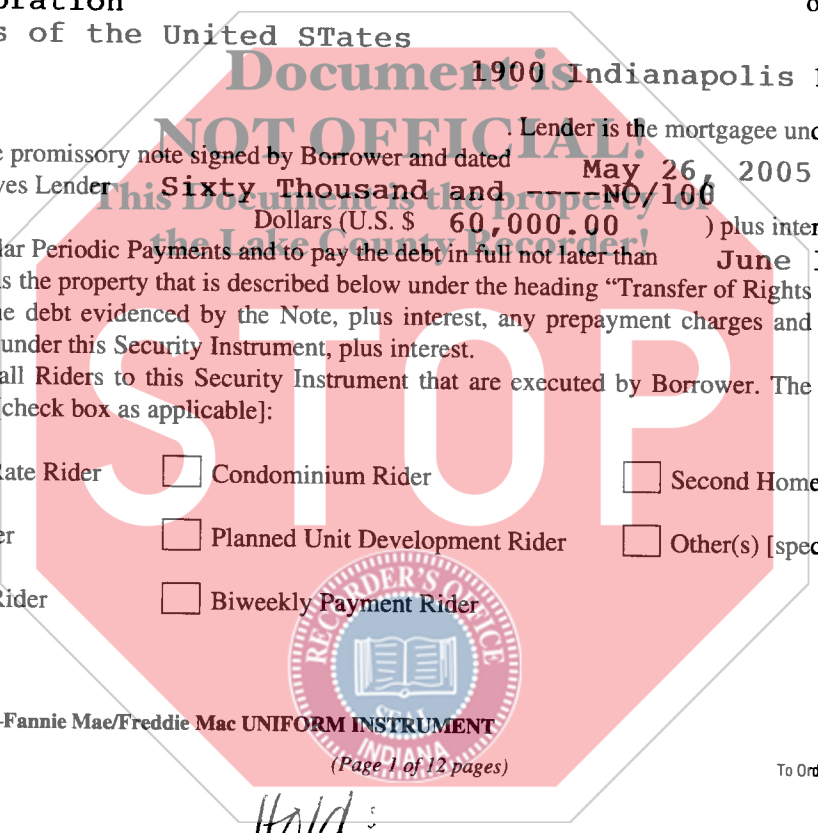 s of the United STates
Document is
1900 Indianapolis
NOT OFFICIAL!
. Lender is the mortgagee
promissory note signed by Borrower and dated May 26, 2005
Lender Sixty Thousand and ----NO/100
This Document is the property of
Dollars (U.S. $ 60,000.00 ) plus
the Lake County Recorder!
Periodic Payments and to pay the debt in full not later than June
the property that is described below under the heading “Transfer of Rights
debt evidenced by the Note, plus interest, any prepayment charges and
under this Security Instrument, plus interest.
all Riders to this Security Instrument that are executed by Borrower. The
[check box as applicable]:
STOP
Rider Condominium Rider Second Home
Planned Unit Development Rider Other(s)
Rider Biweekly Payment Rider
RECORDER'S OFFICE
SEAL
INDIANA
-Fannie Mae/Freddie Mac UNIFORM INSTRUMENT
(Page 1 of 12 pages)
To
Hold: